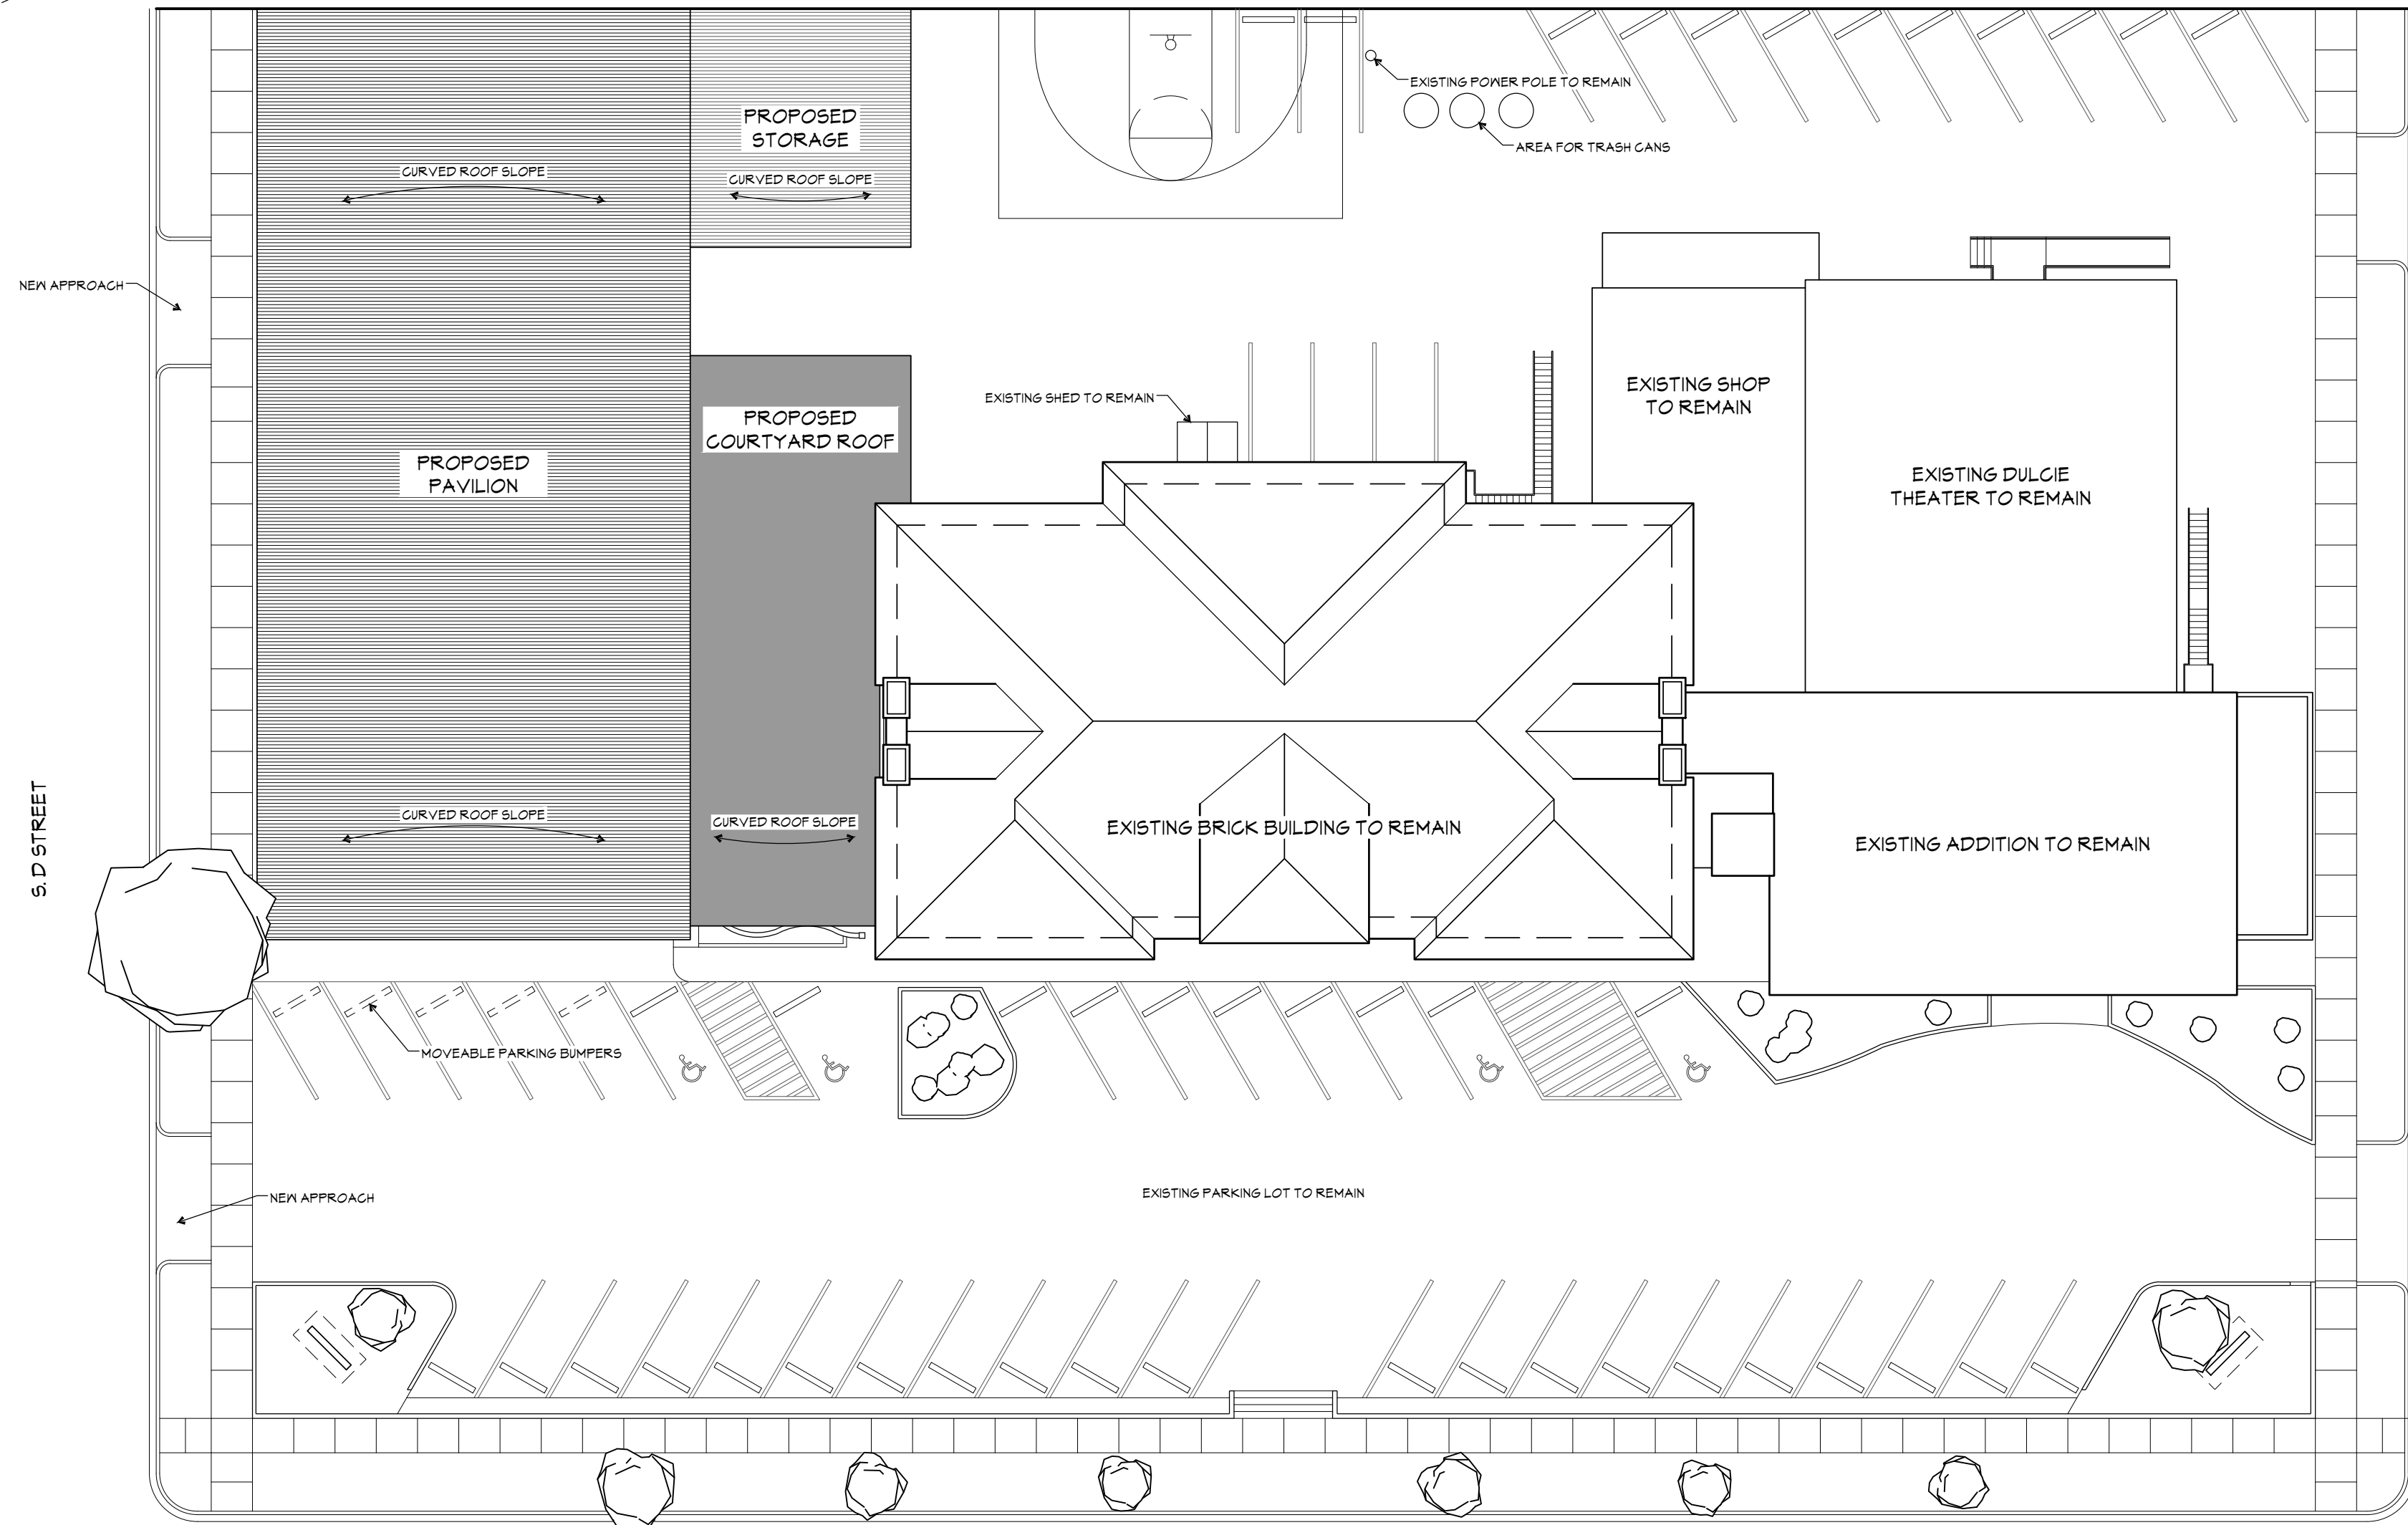 EXISTING POWER POLE TO REMAIN
PROPOSED
STORAGE
AREA FOR TRASH CANS
CURVED ROOF SLOPE
CURVED ROOF SLOPE
NEW APPROACH
EXISTING SHED TO REMAIN
EXISTING SHOP
TO REMAIN
PROPOSED
COURTYARD ROOF
PROPOSED
PAVILION
EXISTING DULCIE
THEATER TO REMAIN
S. D STREET
CURVED ROOF SLOPE
CURVED ROOF SLOPE
EXISTING BRICK BUILDING TO REMAIN
EXISTING ADDITION TO REMAIN
MOVEABLE PARKING BUMPERS
NEW APPROACH
EXISTING PARKING LOT TO REMAIN